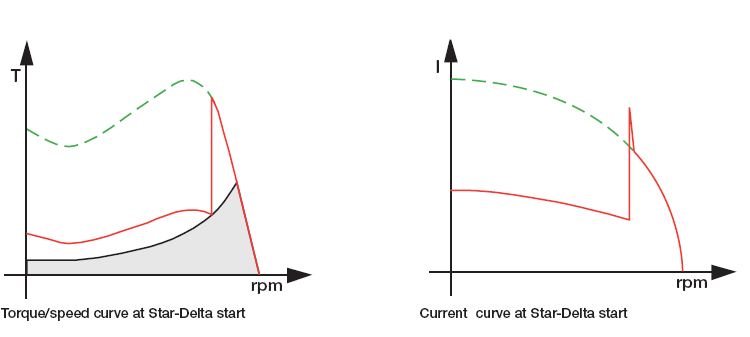 T
rpm
Torque/speed curve at Star-Delta start
I
rpm
Current curve at Star-Delta start